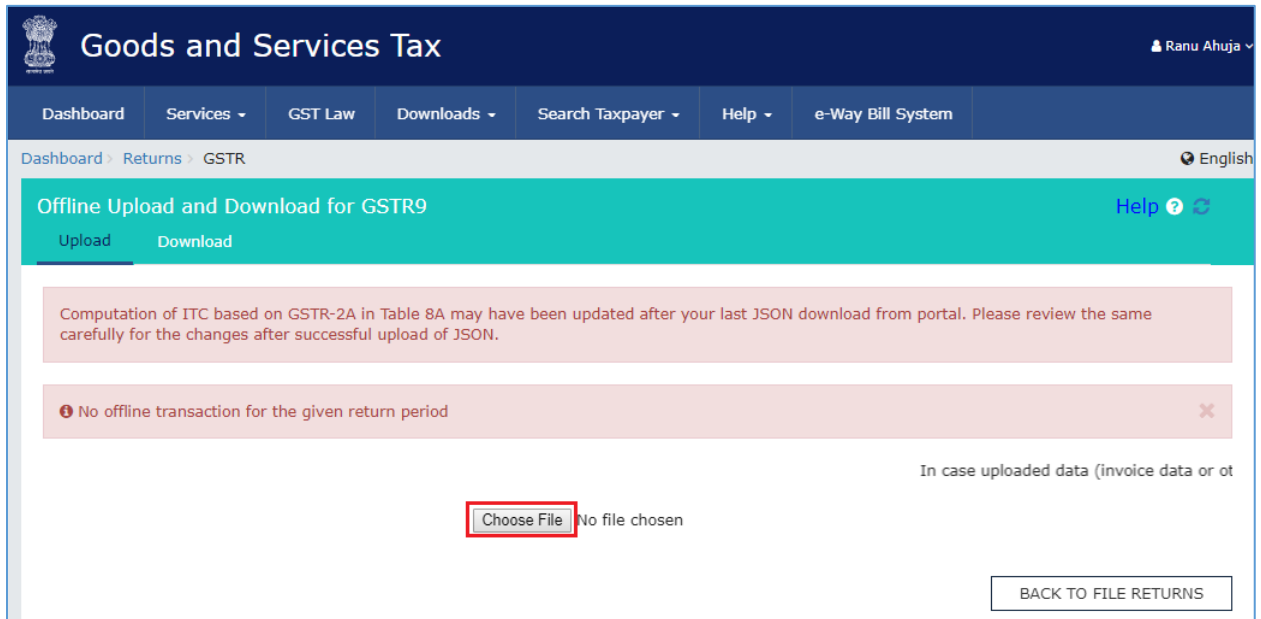 Goods and Services Tax
Ranu Ahuja
Dashboard Services GST Law Downloads Search Taxpayer Help e-Way Bill System
Dashboard > Returns > GSTR English
Offline Upload and Download for GSTR9 Help ?
Upload Download
Computation of ITC based on GSTR-2A in Table 8A may have been updated after your last JSON download from portal. Please review the same
carefully for the changes after successful upload of JSON.
No offline transaction for the given return period
In case uploaded data (invoice data or ot
Choose File No file chosen
BACK TO FILE RETURNS